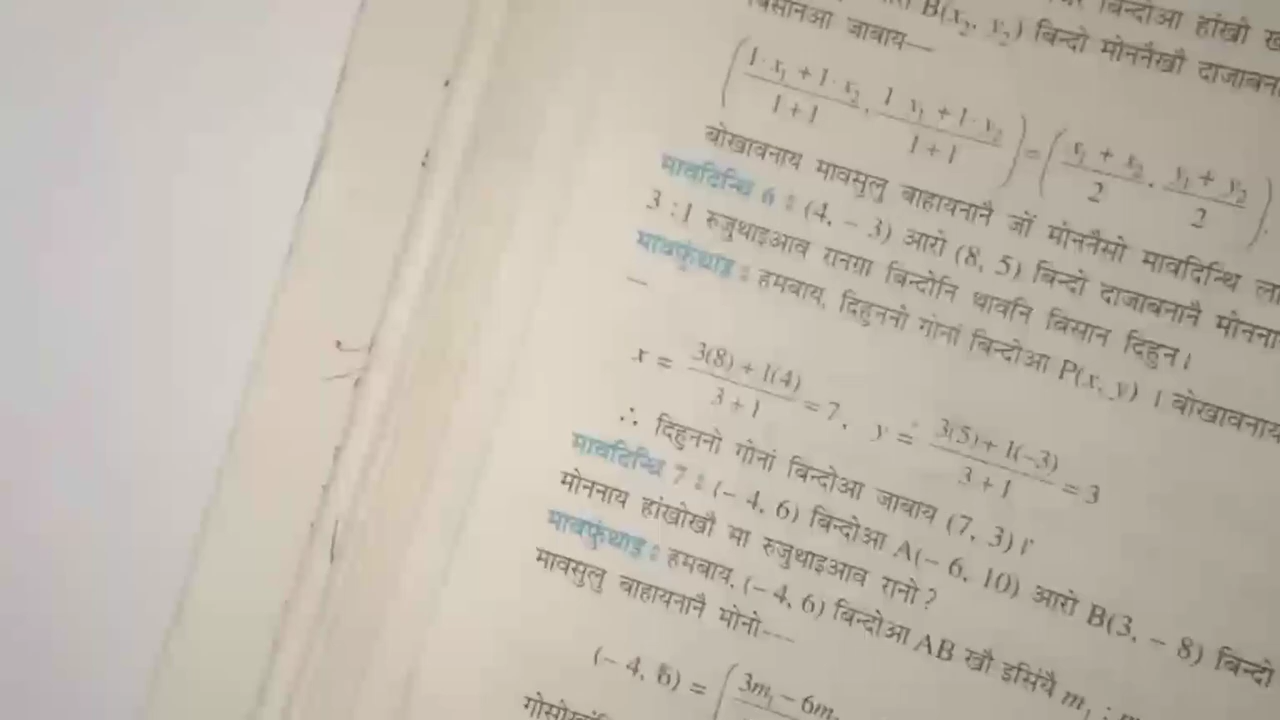 B(x₂, y₂) बिन्दो मोननैखौ दाजाबना
बिन्दोआ हांखो
जाबाय—
(1·x₁ + 1·x₂ / 1 + 1, 1·y₁ + 1·y₂ / 1 + 1) = (x₁ + x₂ / 2, y₁ + y₂ / 2).
बोखावनाय मावसुलु बाहायनानै जों मोननैसो मावदिन्थि
मावदिन्थि 6 : (4, – 3) आरो (8, 5) बिन्दो दाजाबनानै
3 : 1 रुजुथाइआव रानग्रा बिन्दोनि थावनि बिसान दिहुन।
मावफुंथाइ : हमबाय, दिहुननो गोनां बिन्दोआ P(x, y) । बोखावनाय
—
x = 3(8) + 1(4) / 3 + 1 = 7, y = 3(5) + 1(–3) / 3 + 1 = 3
∴ दिहुननो गोनां बिन्दोआ जाबाय (7, 3)।
मावदिन्थि 7 : (– 4, 6) बिन्दोआ A(– 6, 10) आरो B(3, – 8) बिन्दो
मोननाय हांखोखौ मा रुजुथाइआव रानो?
मावफुंथाइ : हमबाय, (– 4, 6) बिन्दोआ AB खौ इसिंयै m₁ :
मावसुलु बाहायनानै मोनो—
(– 4, 6) = (3m₁ – 6m₂